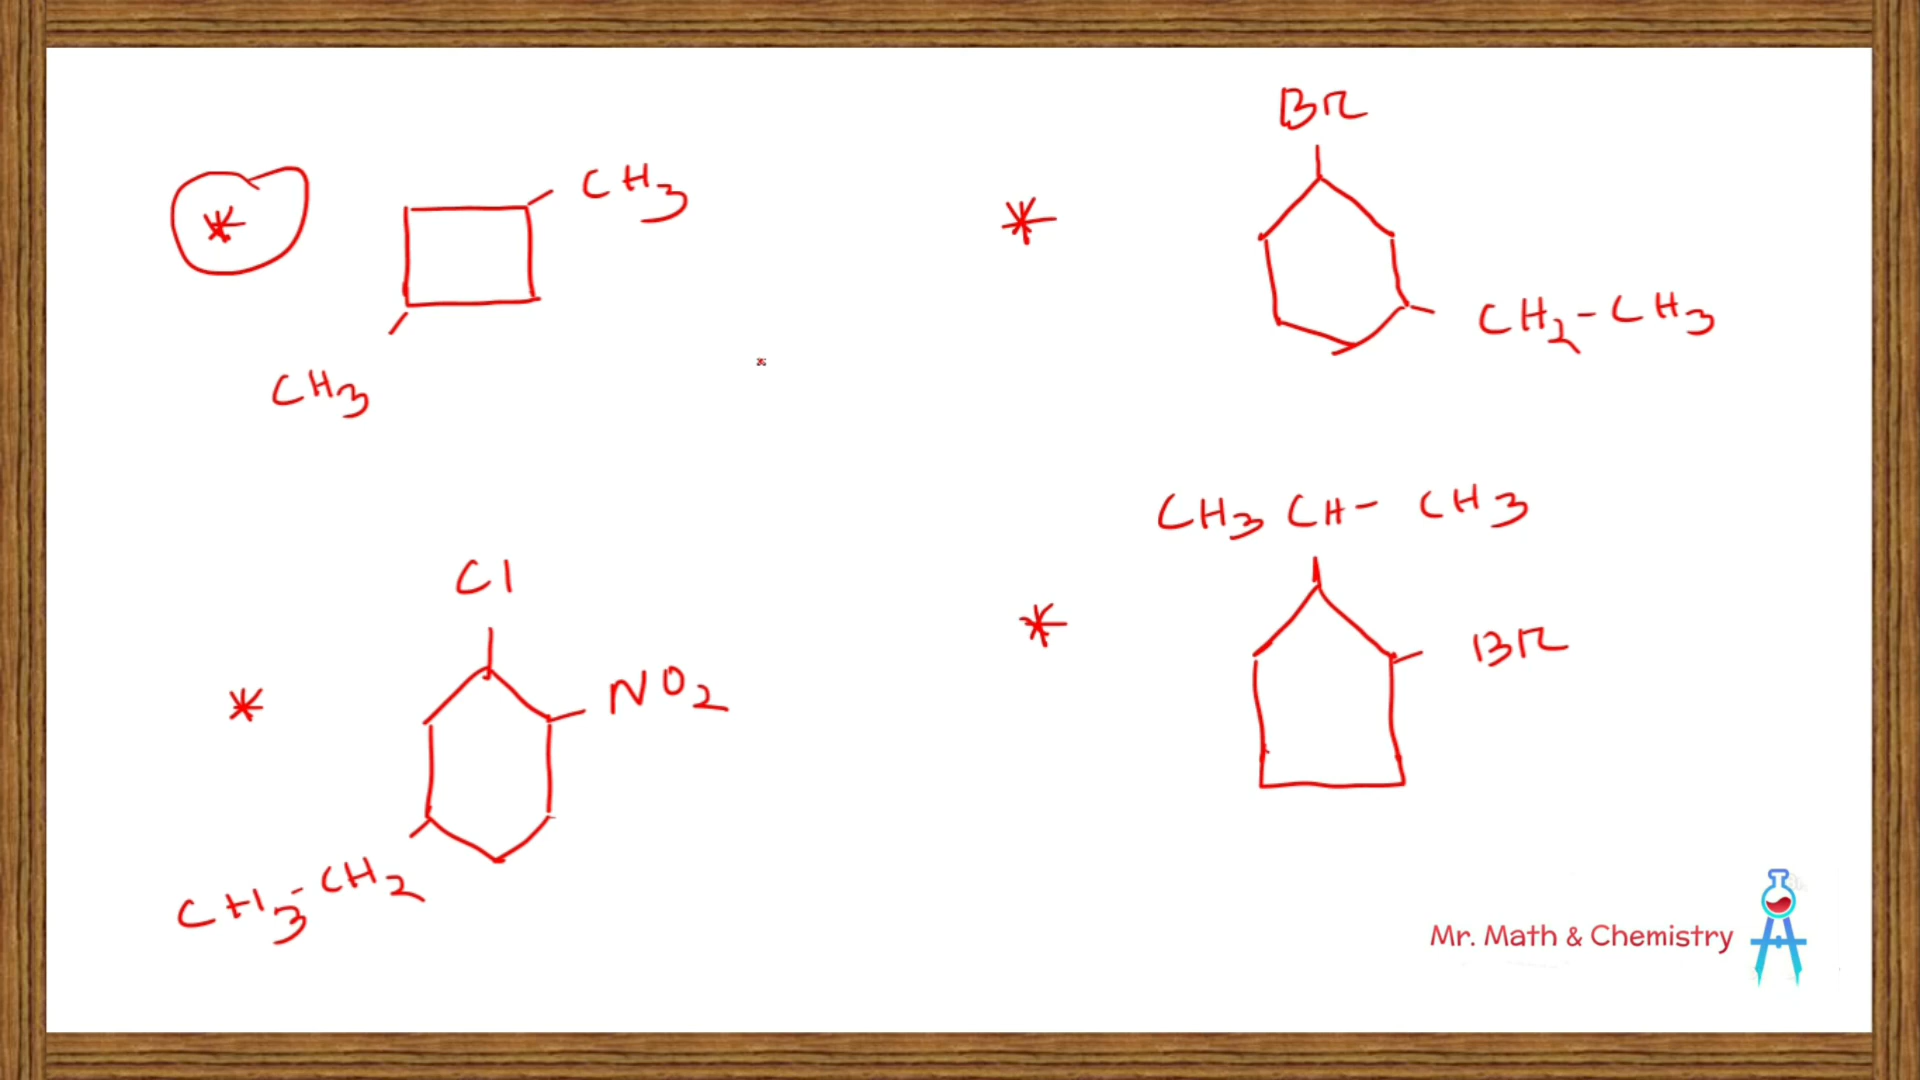 * CH3
CH3
* Br
CH2-CH3
* Cl
NO2
CH3-CH2
* CH3 CH- CH3
Br
Mr. Math & Chemistry